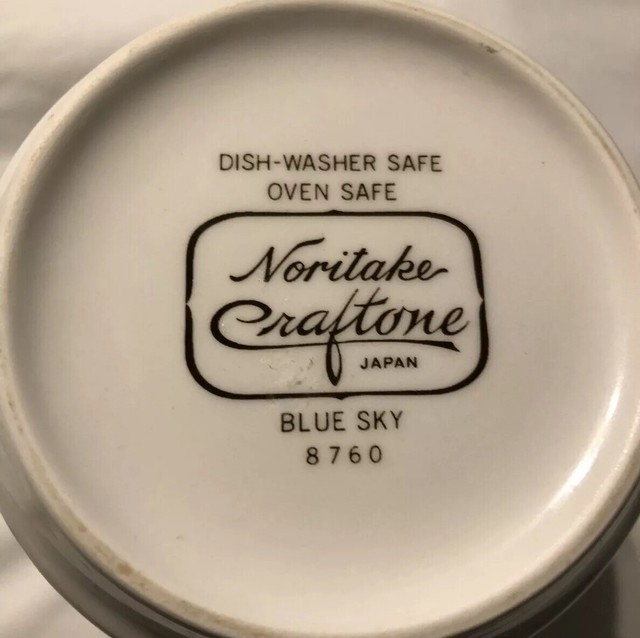 DISH-WASHER SAFE
OVEN SAFE
Noritake
Craftone
JAPAN
BLUE SKY
8760